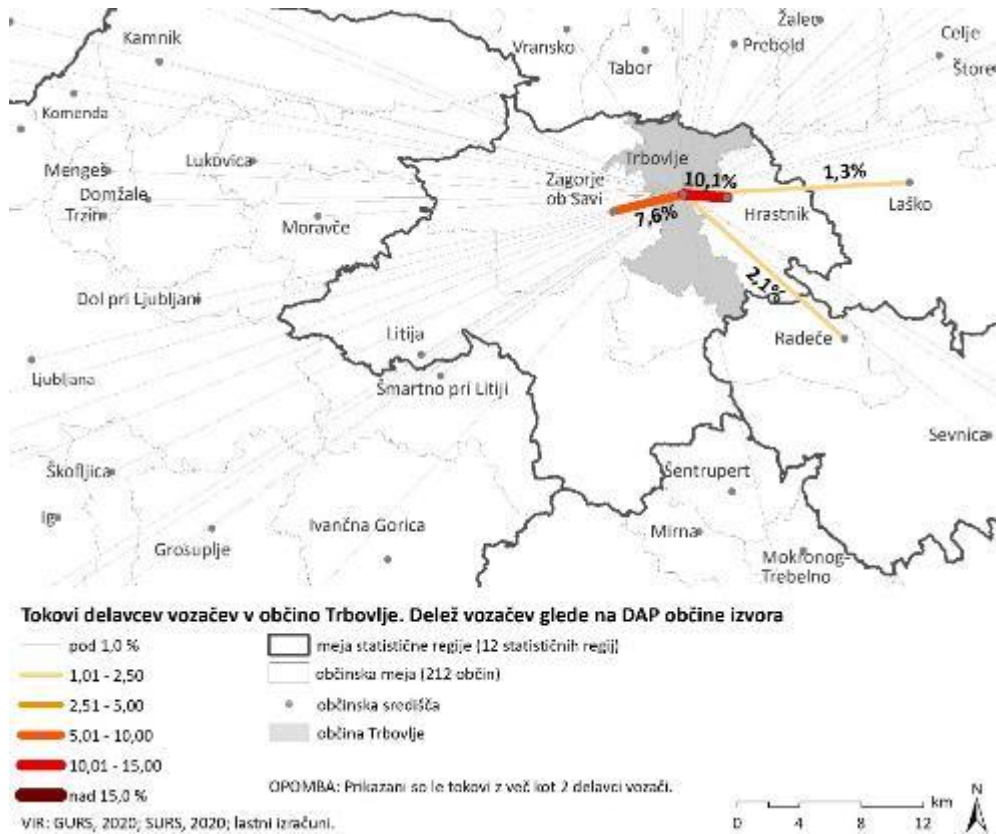 Kamnik
Vransko
Tabor
Žalec
Prebold
Celje
Štore
Komenda
Mengeš
Lukovica
Domžale
Trzin
Moravče
Trbovlje
10,1%
Zagorje
ob Savi
7,6%
Hrastnik
1,3%
Laško
2,1%
Dol pri Ljubljani
Radeče
Litija
Ljubljana
Šmartno pri Litiji
Sevnica
Škofljica
Šentrupert
Ig
Ivančna Gorica
Grosuplje
Mirna
Mokronog-
Trebelno
Tokovi delavcev vozačev v občino Trbovlje. Delež vozačev glede na DAP občine izvora
pod 1,0 %
1,01 - 2,50
2,51 - 5,00
5,01 - 10,00
10,01 - 15,00
nad 15,0 %
meja statistične regije (12 statističnih regij)
občinska meja (212 občin)
občinska središča
občina Trbovlje
OPOMBA: Prikazani so le tokovi z več kot 2 delavci vozači.
VIR: GURS, 2020; SURS, 2020; lastni izračuni.
km
0 4 8 12
N